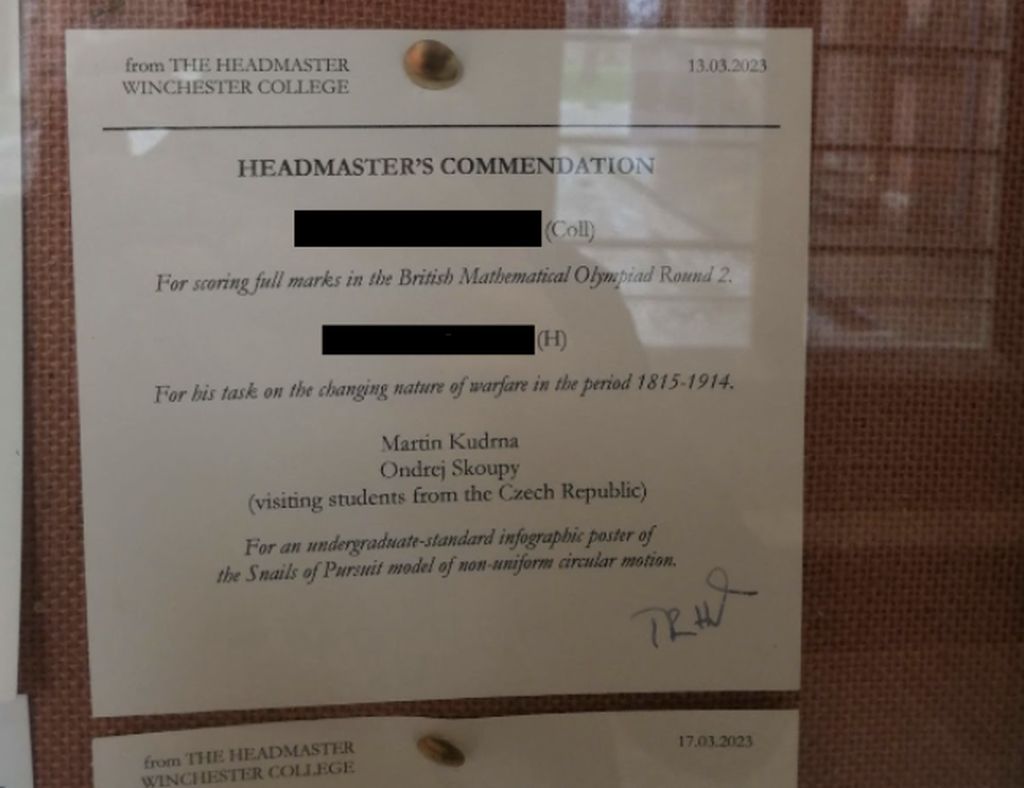 from THE HEADMASTER
WINCHESTER COLLEGE
13.03.2023
HEADMASTER'S COMMENDATION
(Coll)
For scoring full marks in the British Mathematical Olympiad Round 2.
(H)
For his task on the changing nature of warfare in the period 1815-1914.
Martin Kudrna
Ondrej Skoupy
(visiting students from the Czech Republic)
For an undergraduate-standard infographic poster of
the Snails of Pursuit model of non-uniform circular motion.
from THE HEADMASTER
WINCHESTER COLLEGE
17.03.2023